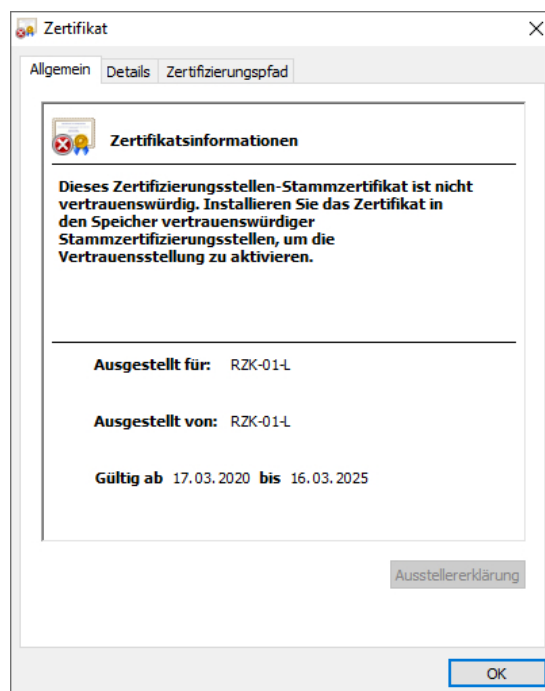 Zertifikat
Allgemein Details Zertifizierungspfad
Zertifikatsinformationen
Dieses Zertifizierungsstellen-Stammzertifikat ist nicht
vertrauenswürdig. Installieren Sie das Zertifikat in
den Speicher vertrauenswürdiger
Stammzertifizierungsstellen, um die
Vertrauensstellung zu aktivieren.
Ausgestellt für: RZK-01-L
Ausgestellt von: RZK-01-L
Gültig ab 17.03.2020 bis 16.03.2025
Ausstellererklärung
OK